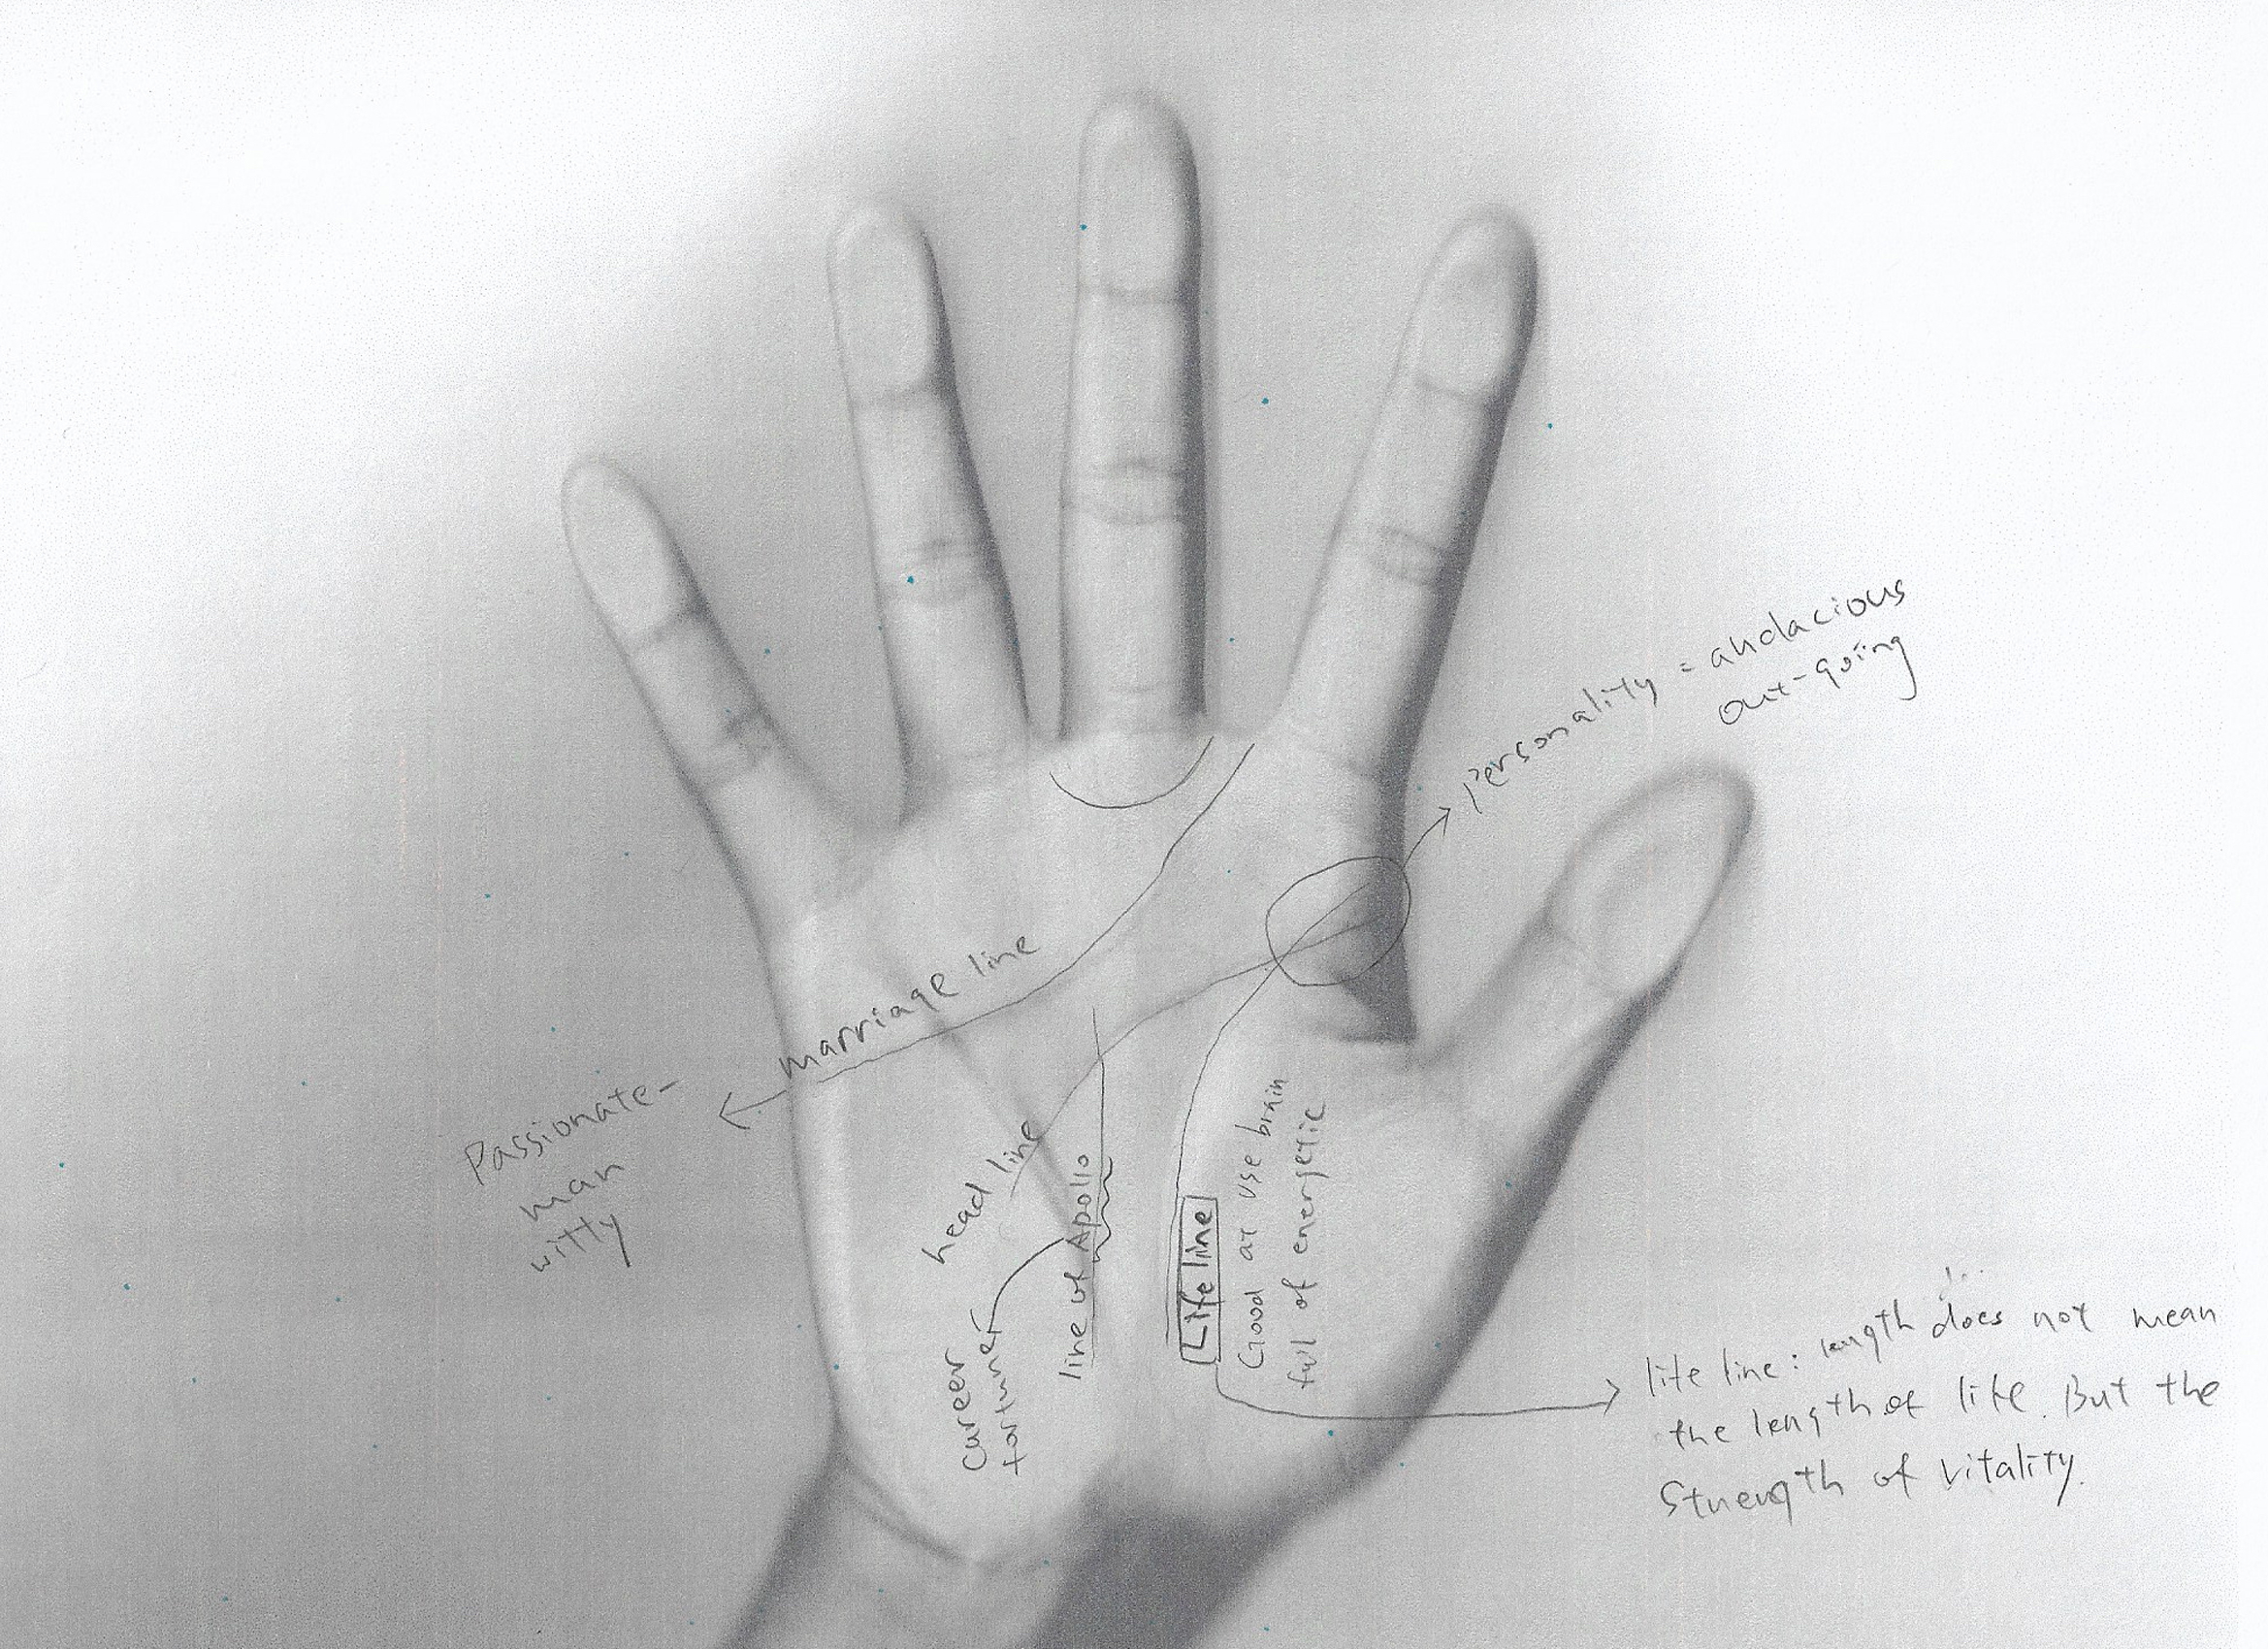 personality = audacious
out-going
marriage line
Passionate-
man
witty
head line
line of Apollo
Career
fortune
Life line
Good at use brain
full of energetic
life line: length does not mean
the length of life. But the
Strength of vitality.